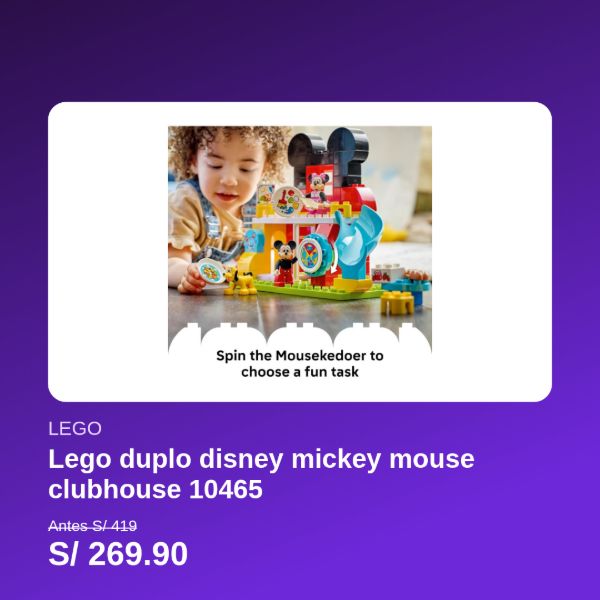 Spin the Mousekedoer to
choose a fun task
LEGO
Lego duplo disney mickey mouse
clubhouse 10465
Antes S/ 419
S/ 269.90